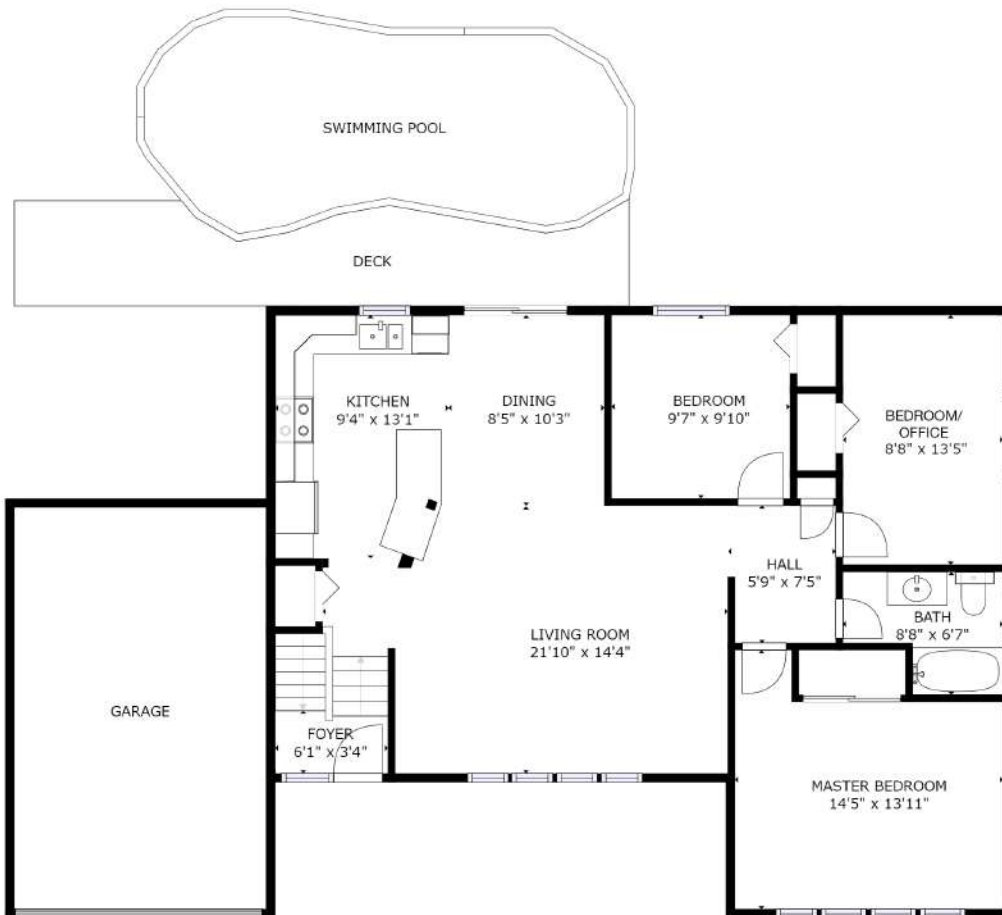 SWIMMING POOL
DECK
KITCHEN
9'4" x 13'1"
DINING
8'5" x 10'3"
BEDROOM
9'7" x 9'10"
BEDROOM/
OFFICE
8'8" x 13'5"
HALL
5'9" x 7'5"
BATH
8'8" x 6'7"
LIVING ROOM
21'10" x 14'4"
GARAGE
FOYER
6'1" x 3'4"
MASTER BEDROOM
14'5" x 13'11"